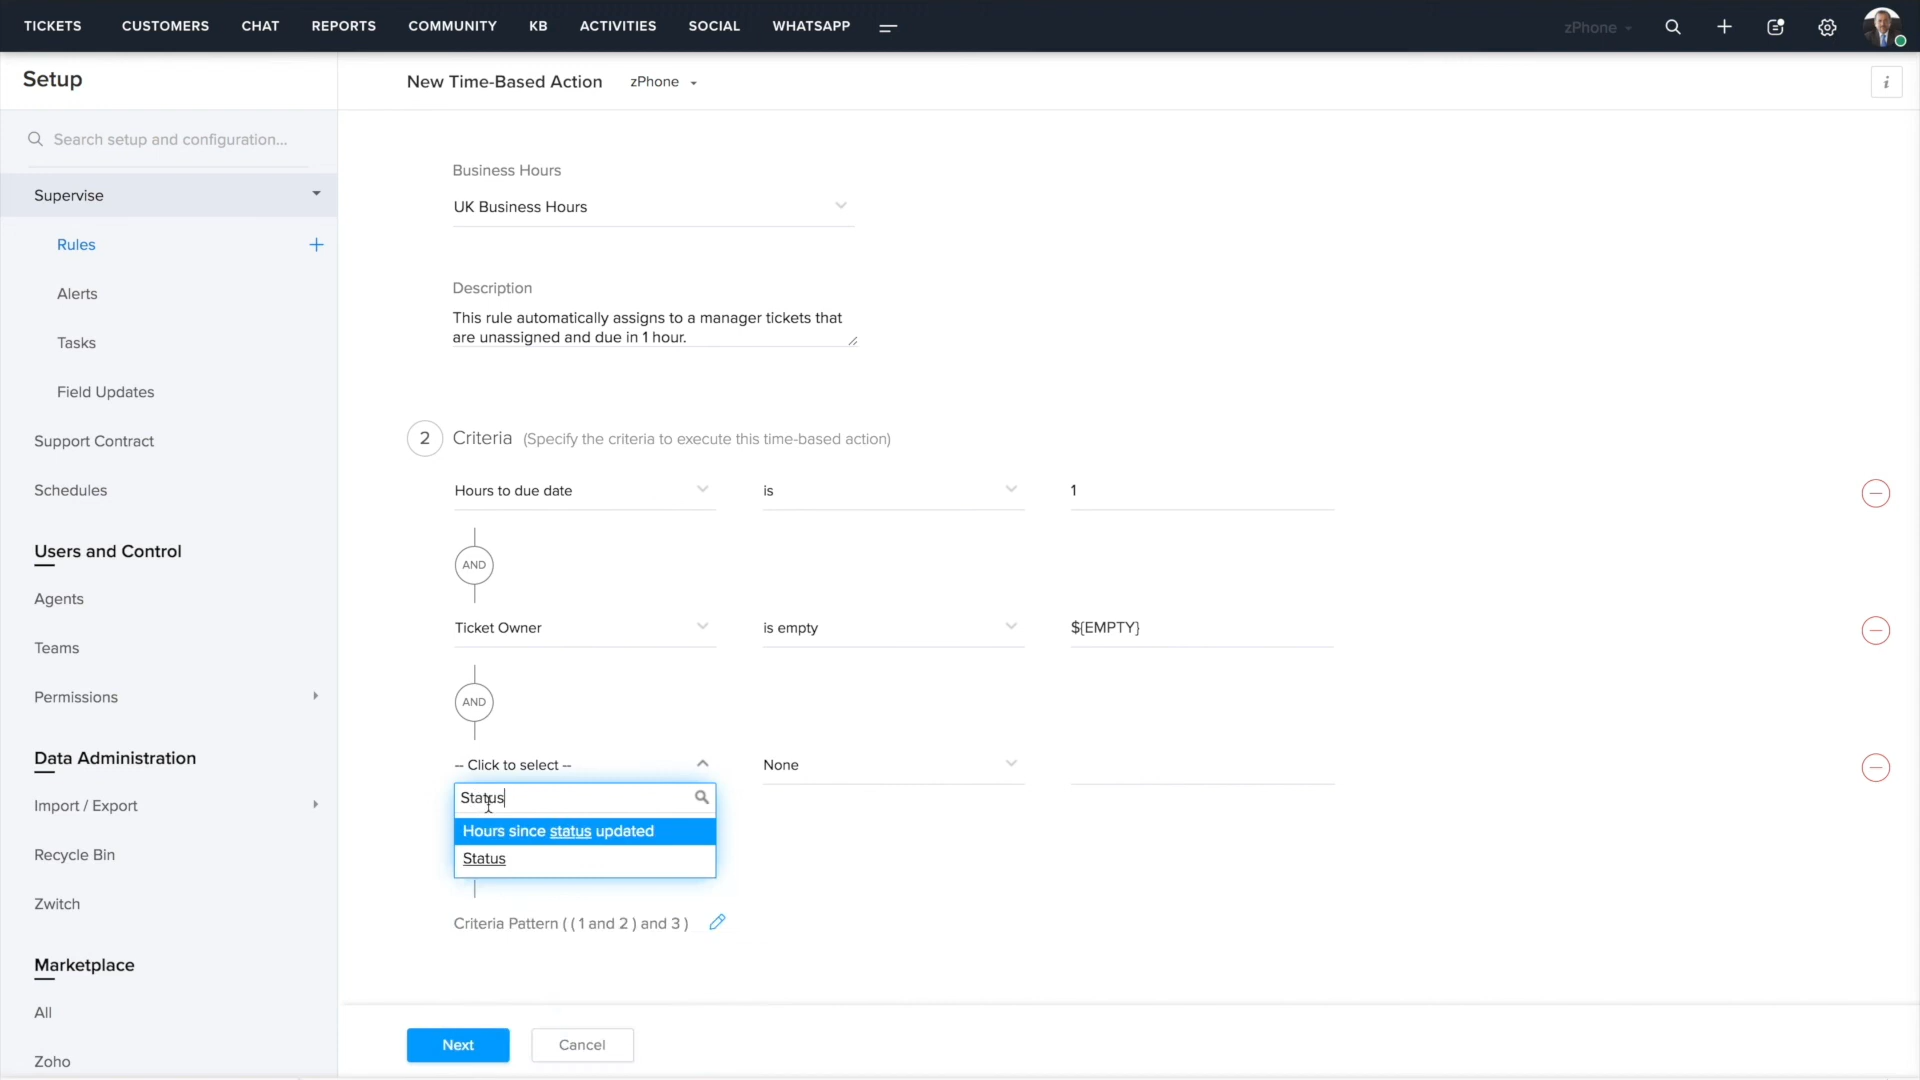 TICKETS CUSTOMERS CHAT REPORTS COMMUNITY KB ACTIVITIES SOCIAL WHATSAPP zPhone
Setup
New Time-Based Action zPhone
i
Search setup and configuration...
Supervise
Rules
Alerts
Tasks
Field Updates
Support Contract
Schedules
Users and Control
Agents
Teams
Permissions
Data Administration
Import / Export
Recycle Bin
Zwitch
Marketplace
All
Zoho
Business Hours
UK Business Hours
Description
This rule automatically assigns to a manager tickets that
are unassigned and due in 1 hour.
2 Criteria (Specify the criteria to execute this time-based action)
Hours to due date is 1
AND
Ticket Owner is empty ${EMPTY}
AND
-- Click to select -- None
Status
Hours since status updated
Status
Criteria Pattern ( ( 1 and 2 ) and 3 )
Next Cancel